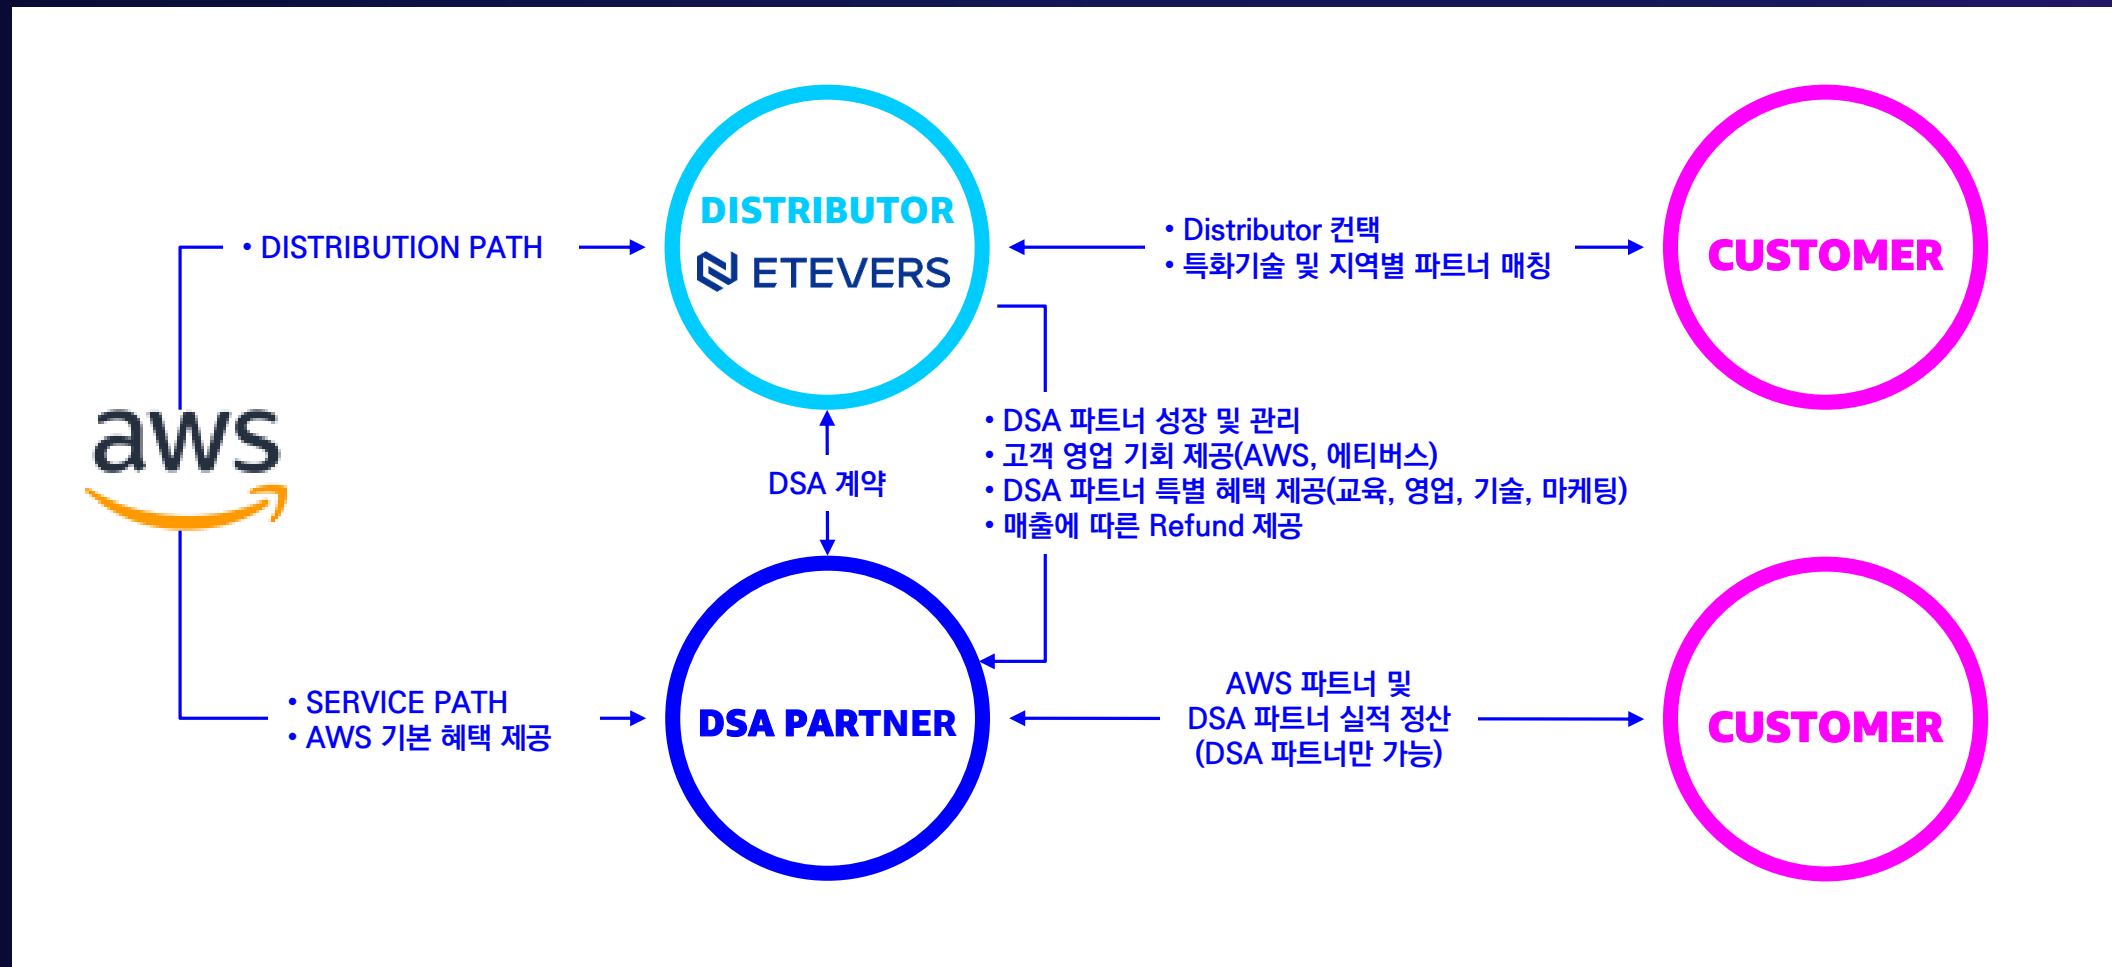 DISTRIBUTOR
ETEVERS
• DISTRIBUTION PATH
• Distributor 컨택
• 특화기술 및 지역별 파트너 매칭
CUSTOMER
aws
DSA 계약
• DSA 파트너 성장 및 관리
• 고객 영업 기회 제공(AWS, 에티버스)
• DSA 파트너 특별 혜택 제공(교육, 영업, 기술, 마케팅)
• 매출에 따른 Refund 제공
• SERVICE PATH
• AWS 기본 혜택 제공
DSA PARTNER
AWS 파트너 및
DSA 파트너 실적 정산
(DSA 파트너만 가능)
CUSTOMER